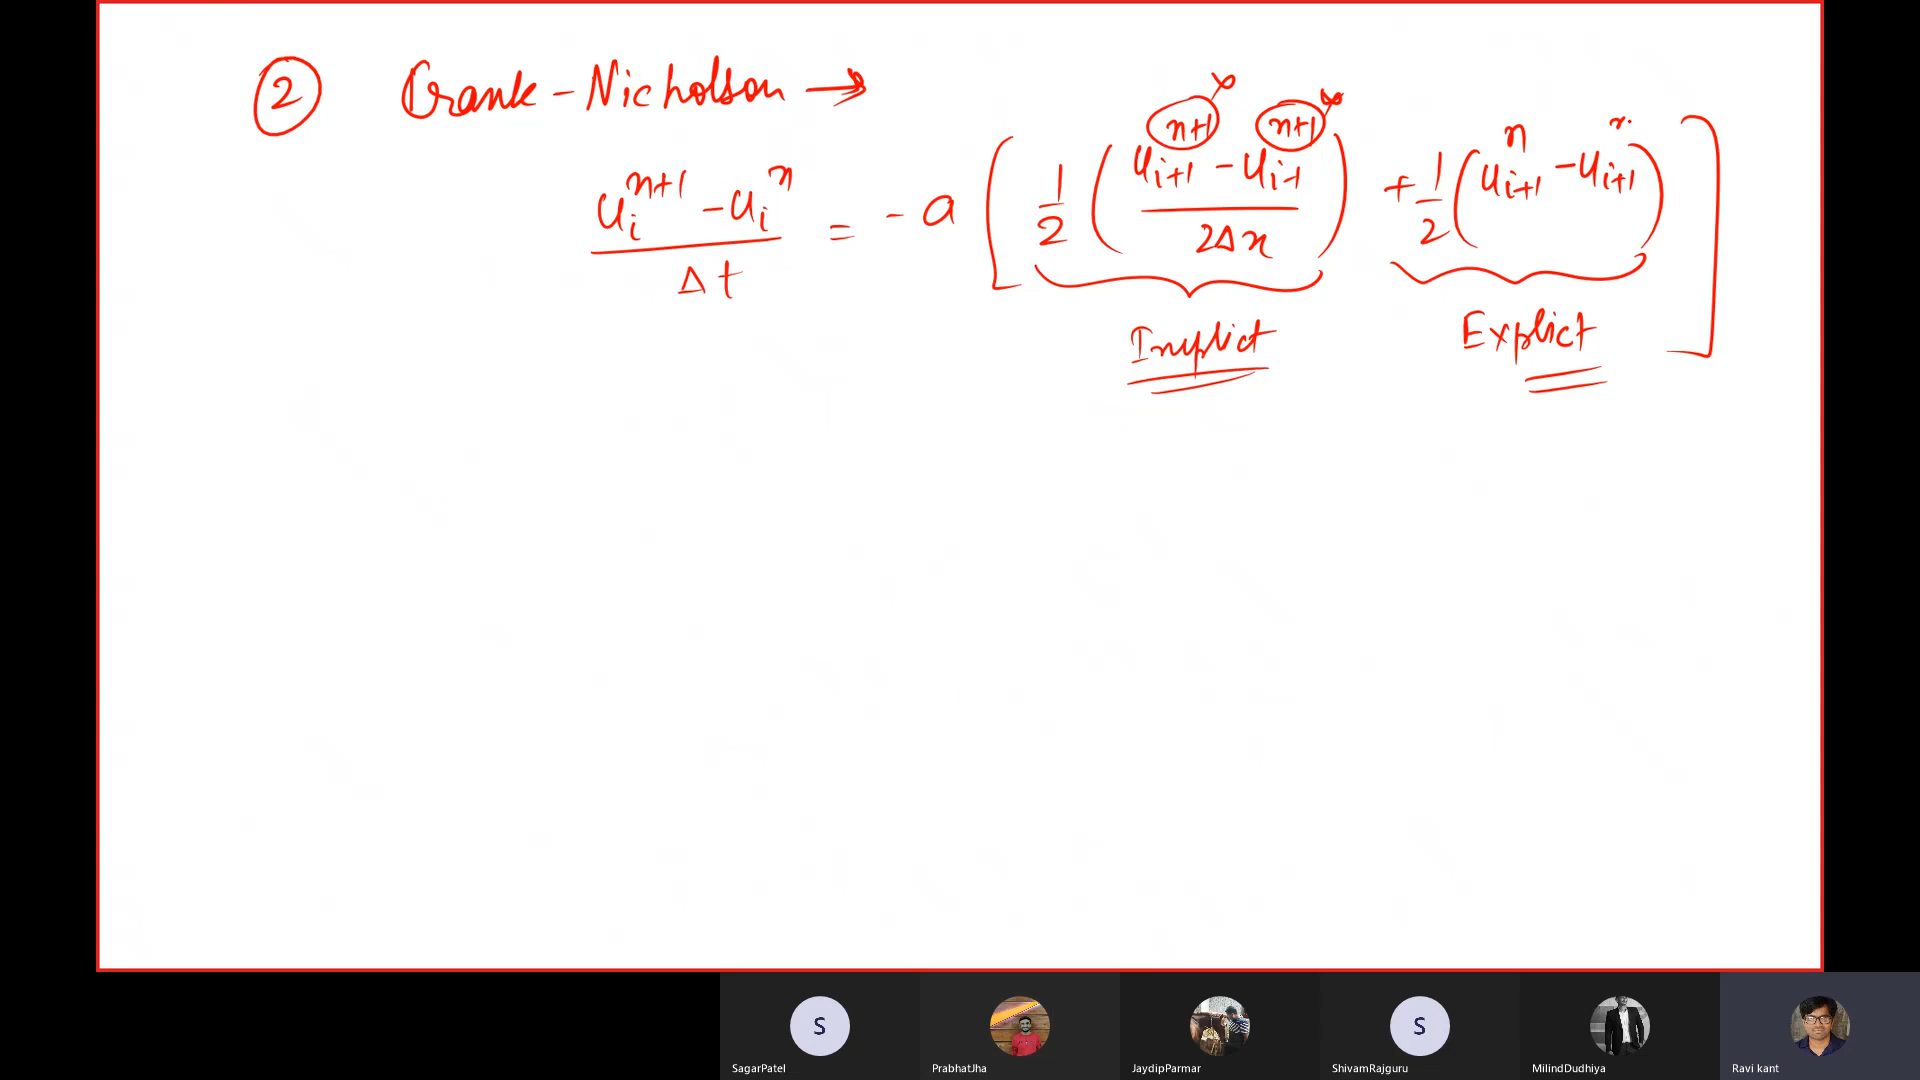 ② Crank-Nicholson →
(u_i^{n+1} - u_i^n)/Δt = -a [ 1/2 ( (u_{i+1}^{n+1} - u_{i-1}^{n+1})/2Δx ) + 1/2 ( u_{i+1}^n - u_{i+1}^n ) ]
Implict Explict
SagarPatel PrabhatJha JaydipParmar ShivamRajguru MilindDudhiya Ravi kant
S S